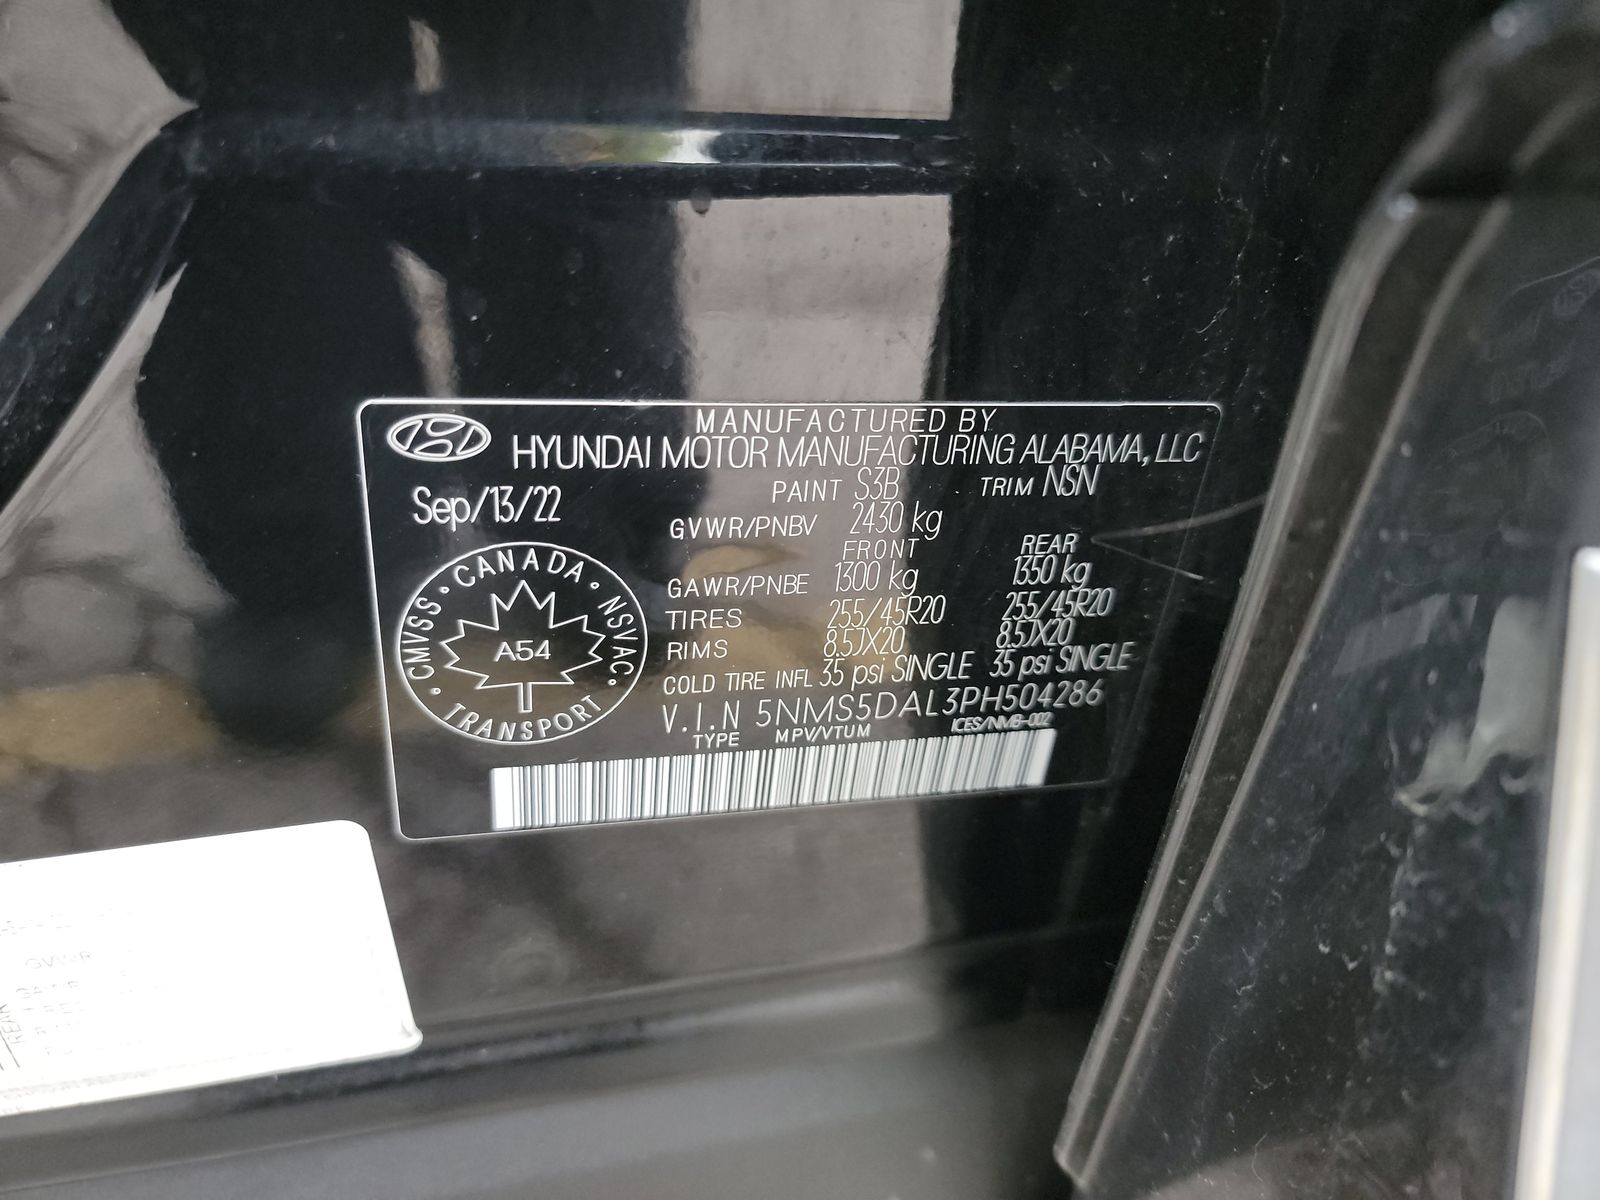 MANUFACTURED BY
HYUNDAI MOTOR MANUFACTURING ALABAMA, LLC
Sep/13/22
PAINT S3B TRIM NSN
GVWR/PNBV 2430 kg
FRONT REAR
GAWR/PNBE 1300 kg 1350 kg
TIRES 255/45R20 255/45R20
RIMS 8.5JX20 8.5JX20
COLD TIRE INFL 35 psi SINGLE 35 psi SINGLE
V.I.N 5NMS5DAL3PH504286
TYPE MPV/VTUM ICES/NMB-002
CANADA · NSVAC · TRANSPORT · CMVSS ·
A54
GVWR
REAR